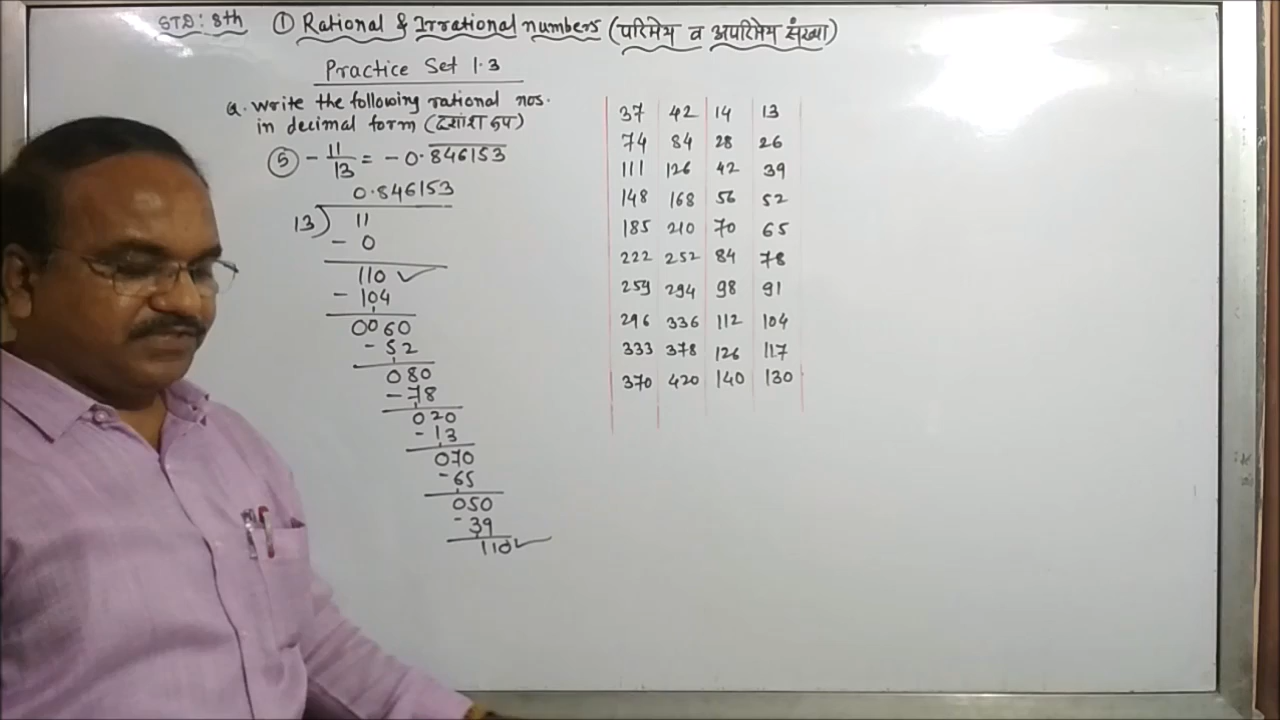 STD: 8th ① Rational & Irrational numbers (परिमेय व अपरिमेय संख्या)
Practice Set 1.3
Q. Write the following rational nos.
in decimal form (दशांश रूप)
⑤ - 11/13 = - 0.846153
0.846153
13) 11
- 0
110 ✓
- 104
0060
- 52
080
- 78
020
- 13
070
- 65
050
- 39
110 ✓
37 42 14 13
74 84 28 26
111 126 42 39
148 168 56 52
185 210 70 65
222 252 84 78
259 294 98 91
296 336 112 104
333 378 126 117
370 420 140 130